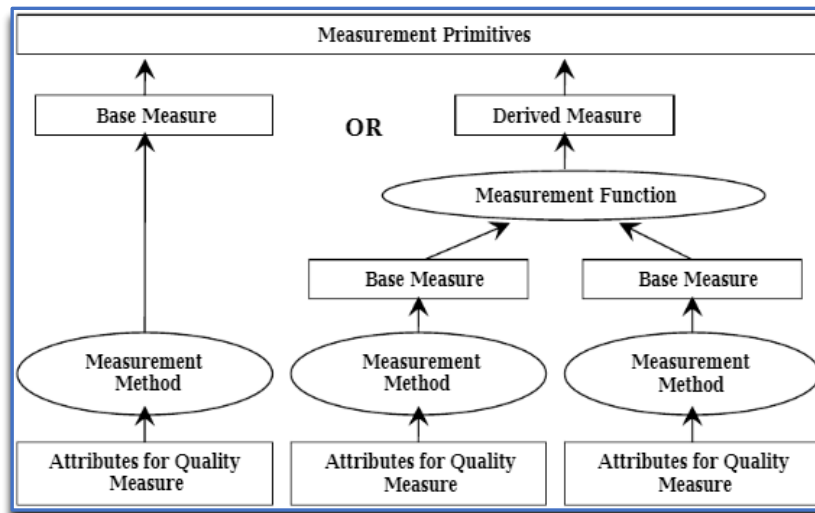 Measurement Primitives
Base Measure
OR
Derived Measure
Measurement Function
Base Measure
Base Measure
Measurement
Method
Measurement
Method
Measurement
Method
Attributes for Quality
Measure
Attributes for Quality
Measure
Attributes for Quality
Measure